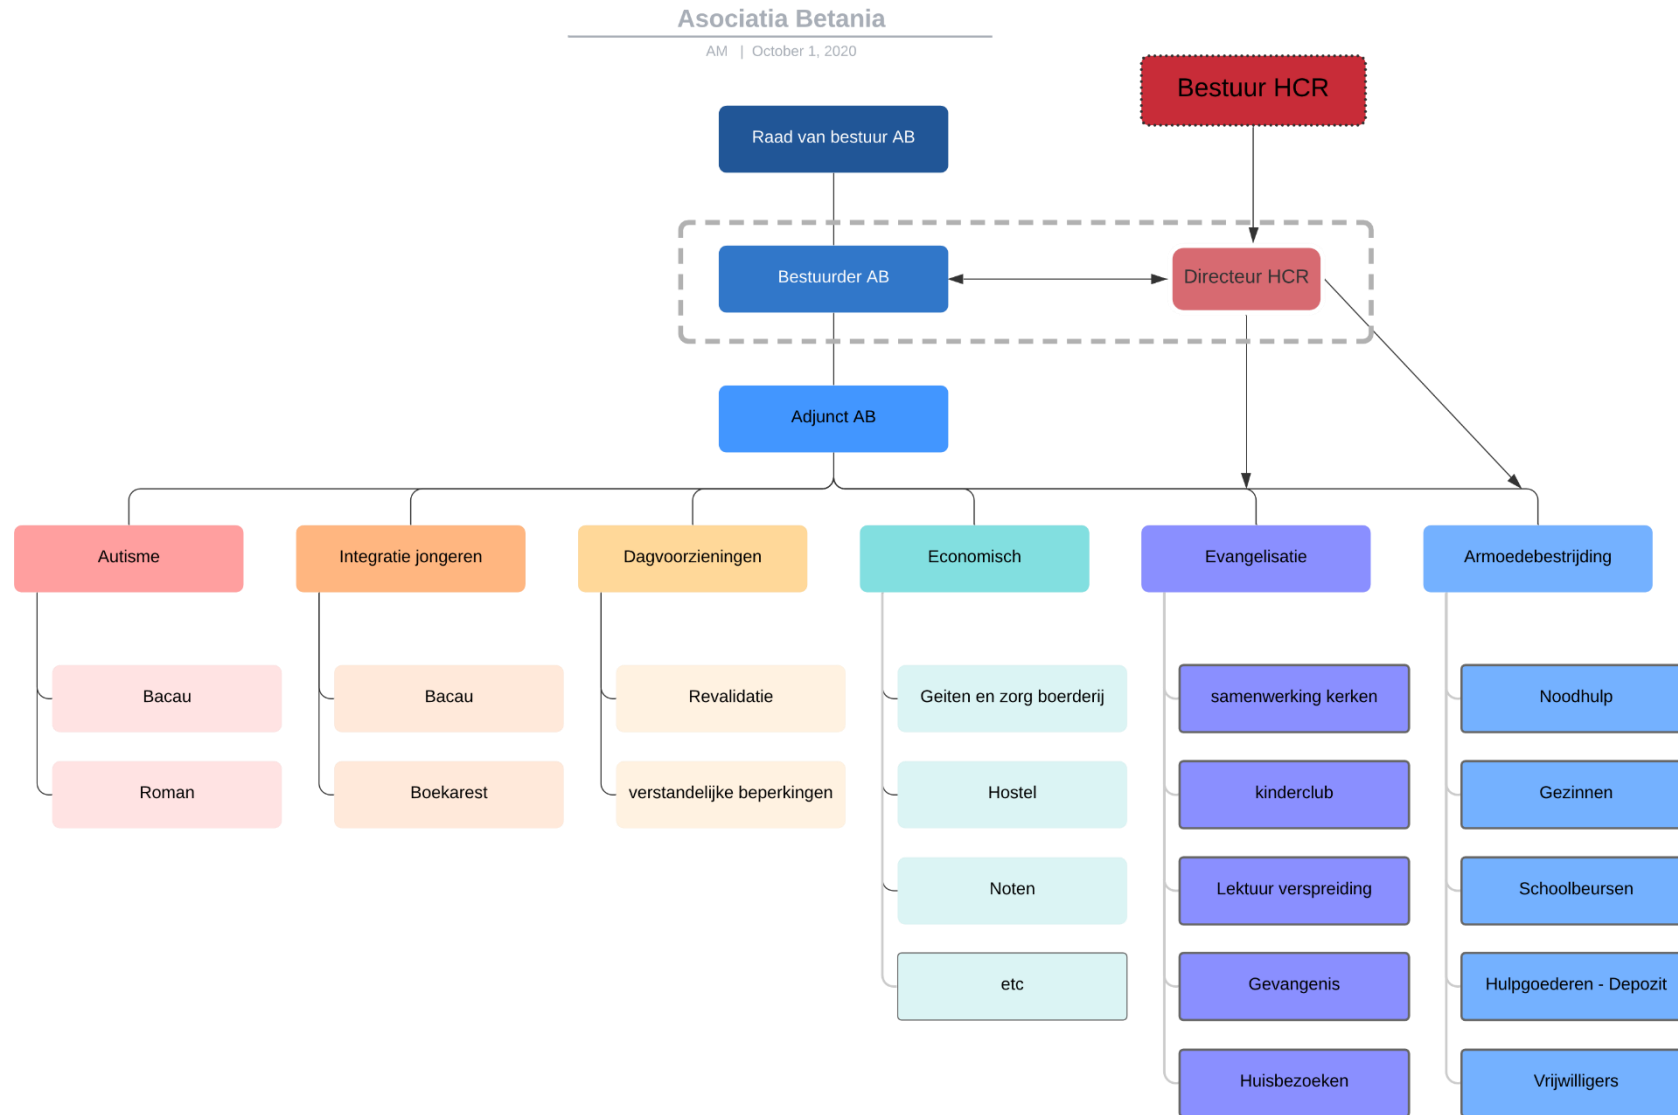 Asociatia Betania
AM | October 1, 2020
Bestuur HCR
Raad van bestuur AB
Bestuurder AB
Directeur HCR
Adjunct AB
Autisme
Integratie jongeren
Dagvoorzieningen
Economisch
Evangelisatie
Armoedebestrijding
Bacau
Bacau
Revalidatie
Geiten en zorg boerderij
samenwerking kerken
Noodhulp
Roman
Boekarest
verstandelijke beperkingen
Hostel
kinderclub
Gezinnen
Noten
Lektuur verspreiding
Schoolbeursen
etc
Gevangenis
Hulpgoederen - Depozit
Huisbezoeken
Vrijwilligers